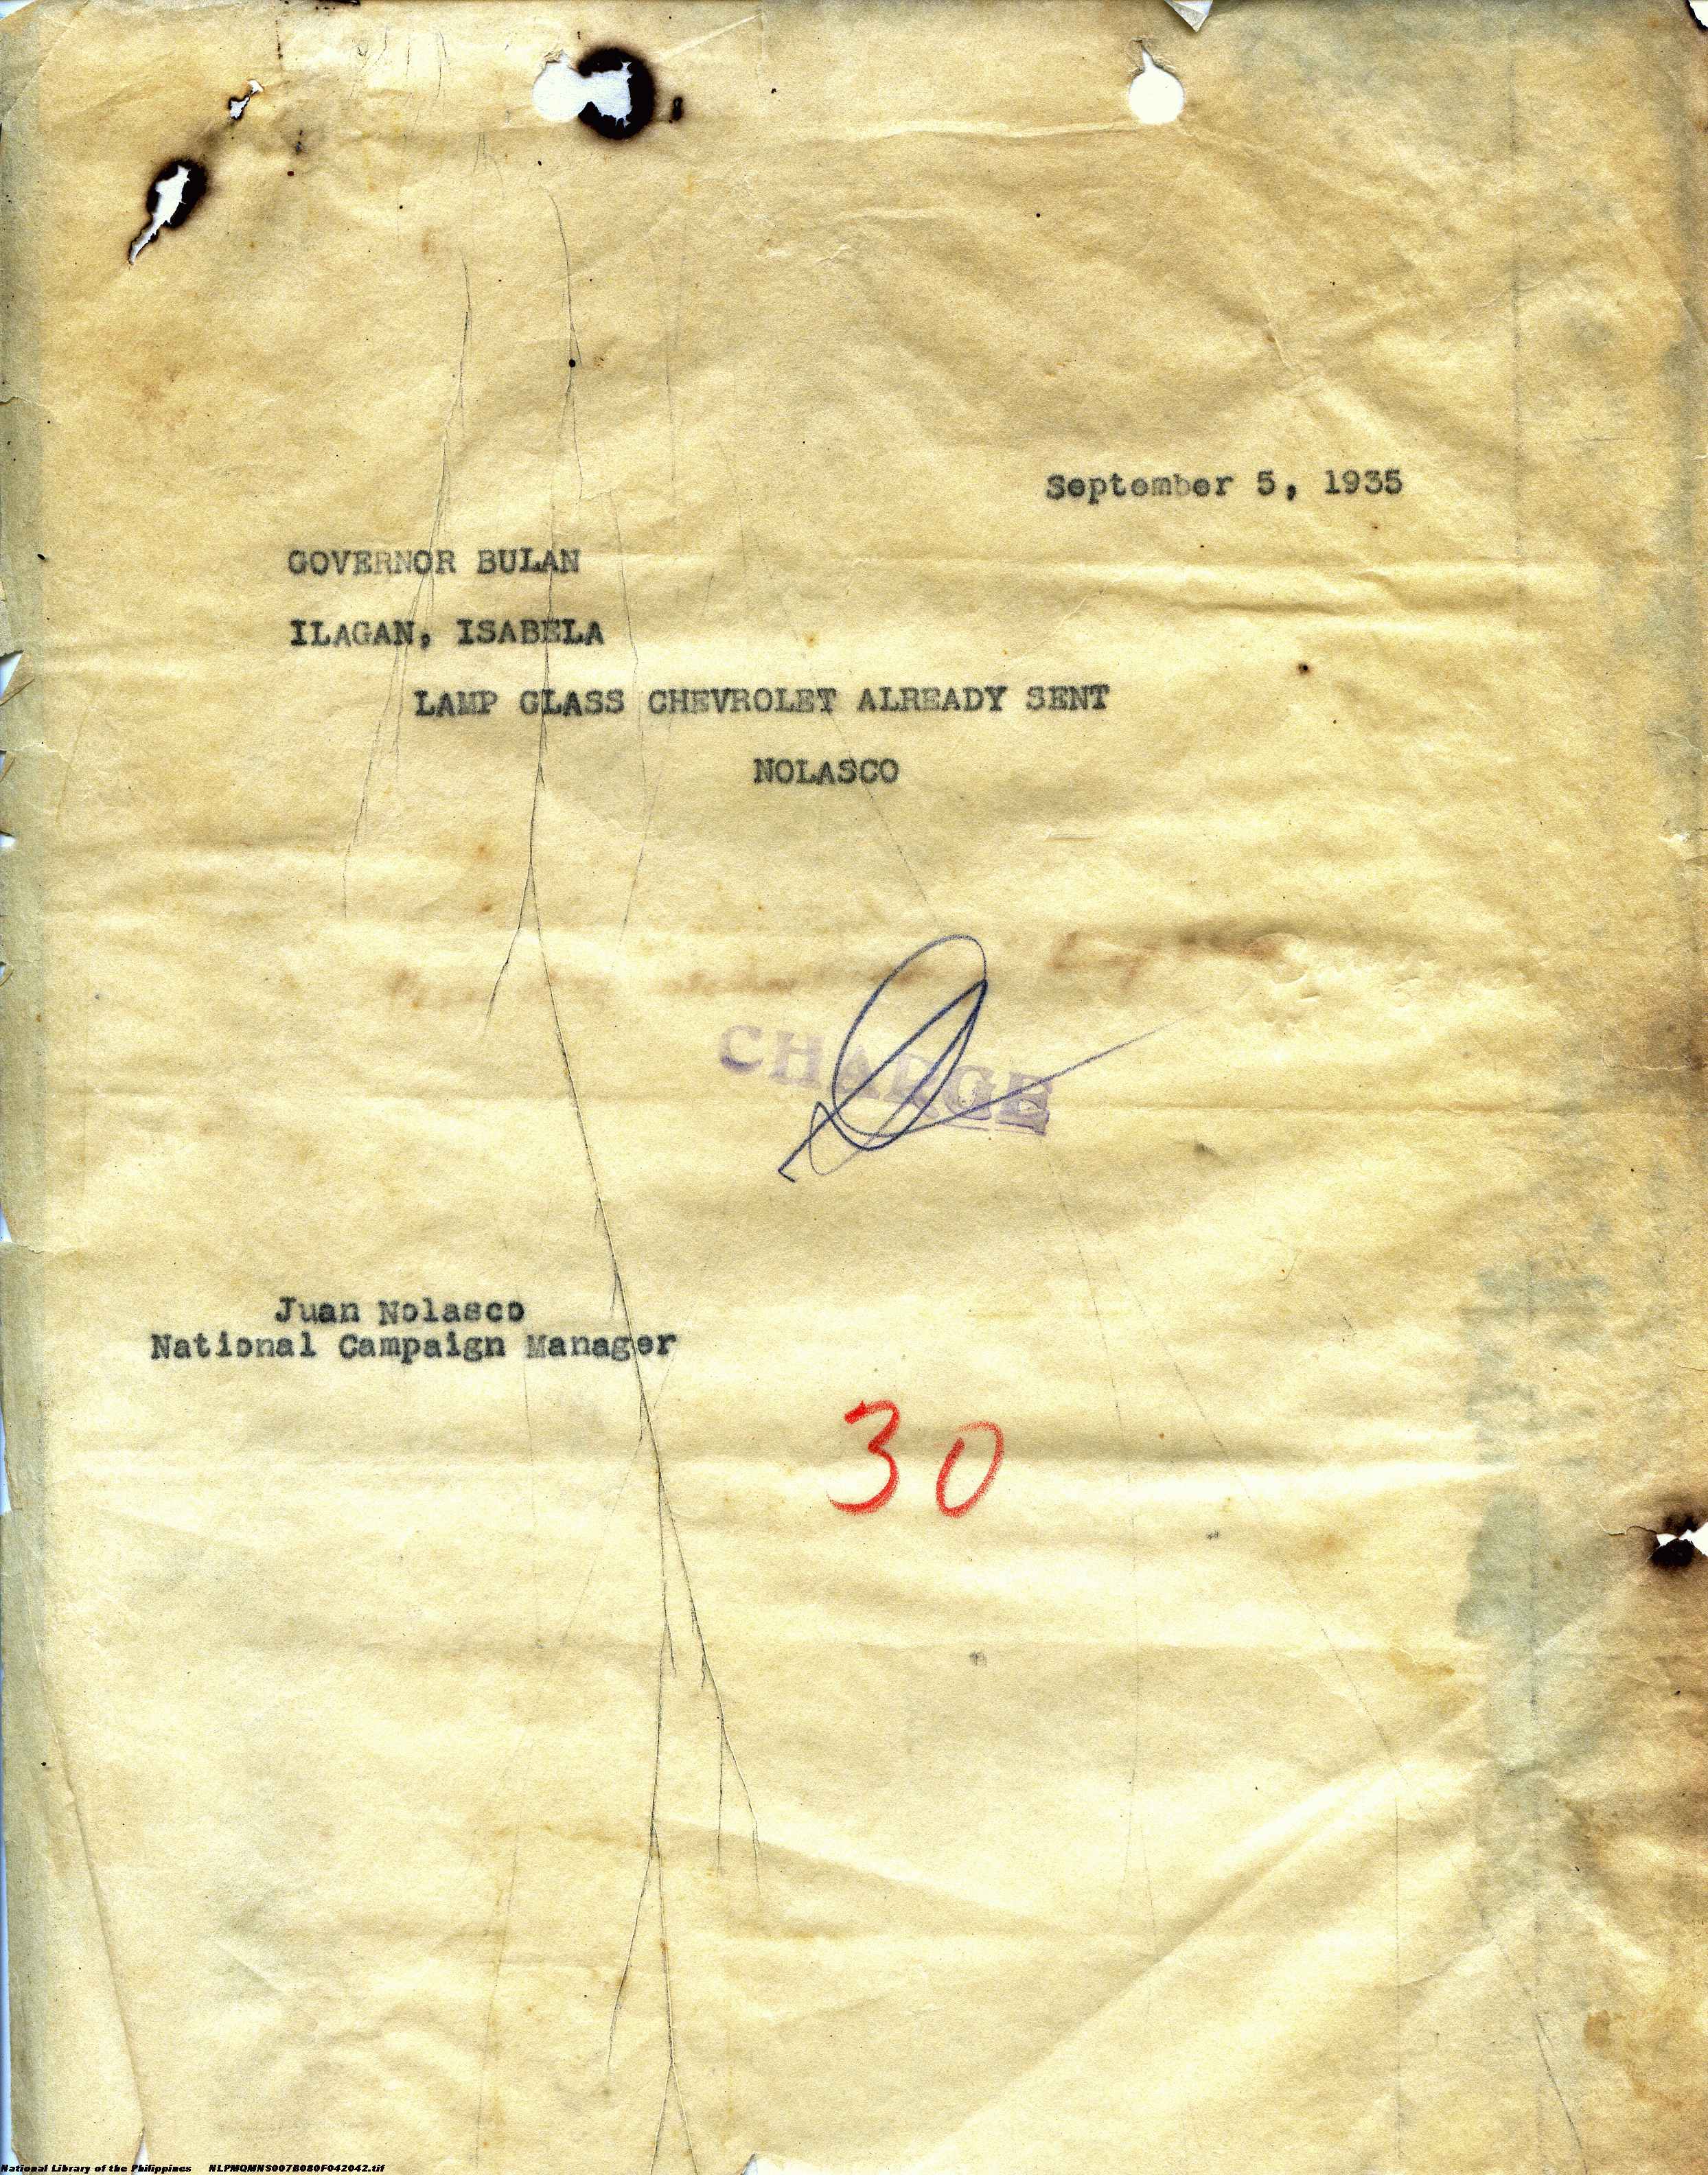 September 5, 1935
GOVERNOR BULAN
ILAGAN, ISABELA
LAMP GLASS CHEVROLET ALREADY SENT
NOLASCO
CHARGE
Juan Nolasco
National Campaign Manager
30
National Library of the Philippines NLPMQMNS007B080F042042.tif